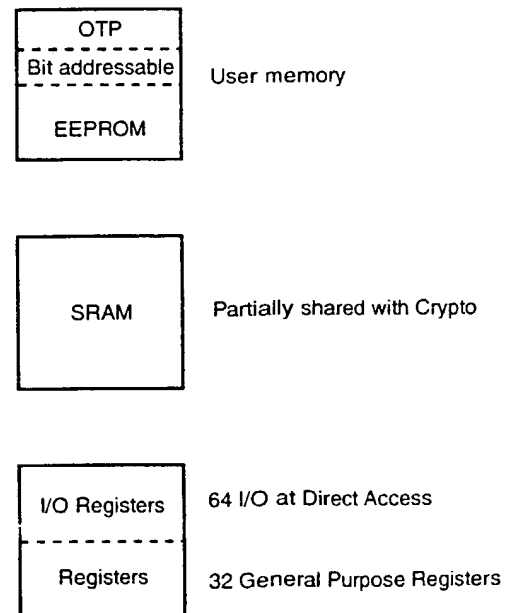 OTP
Bit addressable
User memory
EEPROM
SRAM
Partially shared with Crypto
I/O Registers
64 I/O at Direct Access
Registers
32 General Purpose Registers